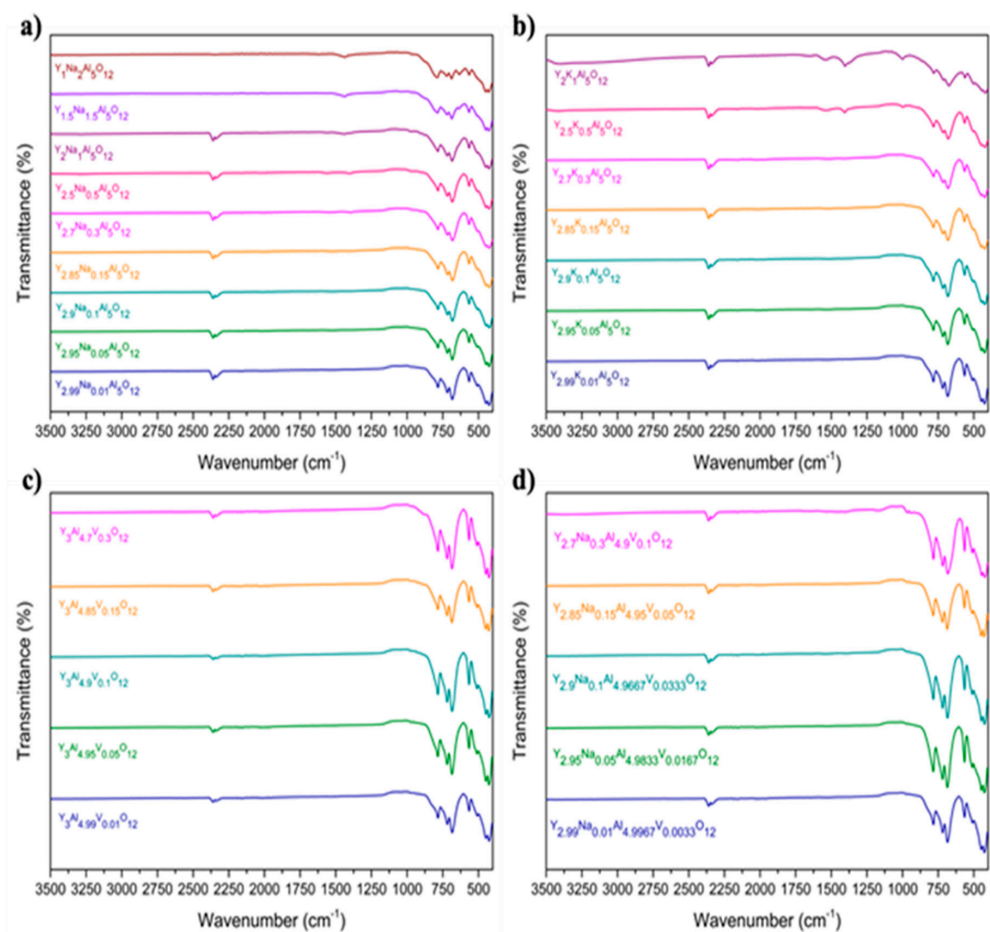 a)
Transmittance (%)
Y₁Na₂Al₅O₁₂
Y₁.₅Na₁.₅Al₅O₁₂
Y₂Na₁Al₅O₁₂
Y₂.₅Na₀.₅Al₅O₁₂
Y₂.₇Na₀.₃Al₅O₁₂
Y₂.₈₅Na₀.₁₅Al₅O₁₂
Y₂.₉Na₀.₁Al₅O₁₂
Y₂.₉₅Na₀.₀₅Al₅O₁₂
Y₂.₉₉Na₀.₀₁Al₅O₁₂
3500 3250 3000 2750 2500 2250 2000 1750 1500 1250 1000 750 500
Wavenumber (cm⁻¹)
b)
Transmittance (%)
Y₂K₁Al₅O₁₂
Y₂.₅K₀.₅Al₅O₁₂
Y₂.₇K₀.₃Al₅O₁₂
Y₂.₈₅K₀.₁₅Al₅O₁₂
Y₂.₉K₀.₁Al₅O₁₂
Y₂.₉₅K₀.₀₅Al₅O₁₂
Y₂.₉₉K₀.₀₁Al₅O₁₂
3500 3250 3000 2750 2500 2250 2000 1750 1500 1250 1000 750 500
Wavenumber (cm⁻¹)
c)
Transmittance (%)
Y₃Al₄.₇V₀.₃O₁₂
Y₃Al₄.₈₅V₀.₁₅O₁₂
Y₃Al₄.₉V₀.₁O₁₂
Y₃Al₄.₉₅V₀.₀₅O₁₂
Y₃Al₄.₉₉V₀.₀₁O₁₂
3500 3250 3000 2750 2500 2250 2000 1750 1500 1250 1000 750 500
Wavenumber (cm⁻¹)
d)
Transmittance (%)
Y₂.₇Na₀.₃Al₄.₉V₀.₁O₁₂
Y₂.₈₅Na₀.₁₅Al₄.₉₅V₀.₀₅O₁₂
Y₂.₉Na₀.₁Al₄.₉₆₆₇V₀.₀₃₃₃O₁₂
Y₂.₉₅Na₀.₀₅Al₄.₉₈₃₃V₀.₀₁₆₇O₁₂
Y₂.₉₉Na₀.₀₁Al₄.₉₉₆₇V₀.₀₀₃₃O₁₂
3500 3250 3000 2750 2500 2250 2000 1750 1500 1250 1000 750 500
Wavenumber (cm⁻¹)